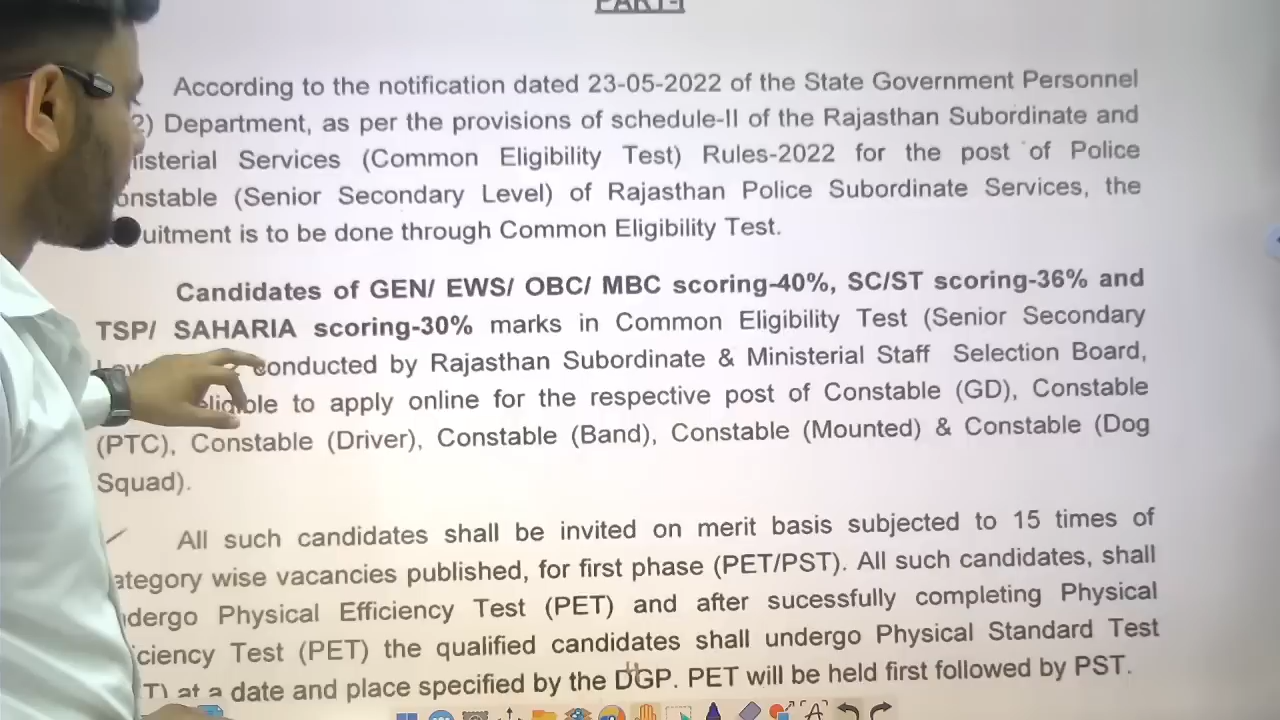 PART-I
According to the notification dated 23-05-2022 of the State Government Personnel
2) Department, as per the provisions of schedule-II of the Rajasthan Subordinate and
nisterial Services (Common Eligibility Test) Rules-2022 for the post of Police
onstable (Senior Secondary Level) of Rajasthan Police Subordinate Services, the
uitment is to be done through Common Eligibility Test.
Candidates of GEN/ EWS/ OBC/ MBC scoring-40%, SC/ST scoring-36% and
TSP/ SAHARIA scoring-30% marks in Common Eligibility Test (Senior Secondary
conducted by Rajasthan Subordinate & Ministerial Staff Selection Board,
eligible to apply online for the respective post of Constable (GD), Constable
(PTC), Constable (Driver), Constable (Band), Constable (Mounted) & Constable (Dog
Squad).
All such candidates shall be invited on merit basis subjected to 15 times of
ategory wise vacancies published, for first phase (PET/PST). All such candidates, shall
dergo Physical Efficiency Test (PET) and after sucessfully completing Physical
ciency Test (PET) the qualified candidates shall undergo Physical Standard Test
T) at a date and place specified by the DGP. PET will be held first followed by PST.